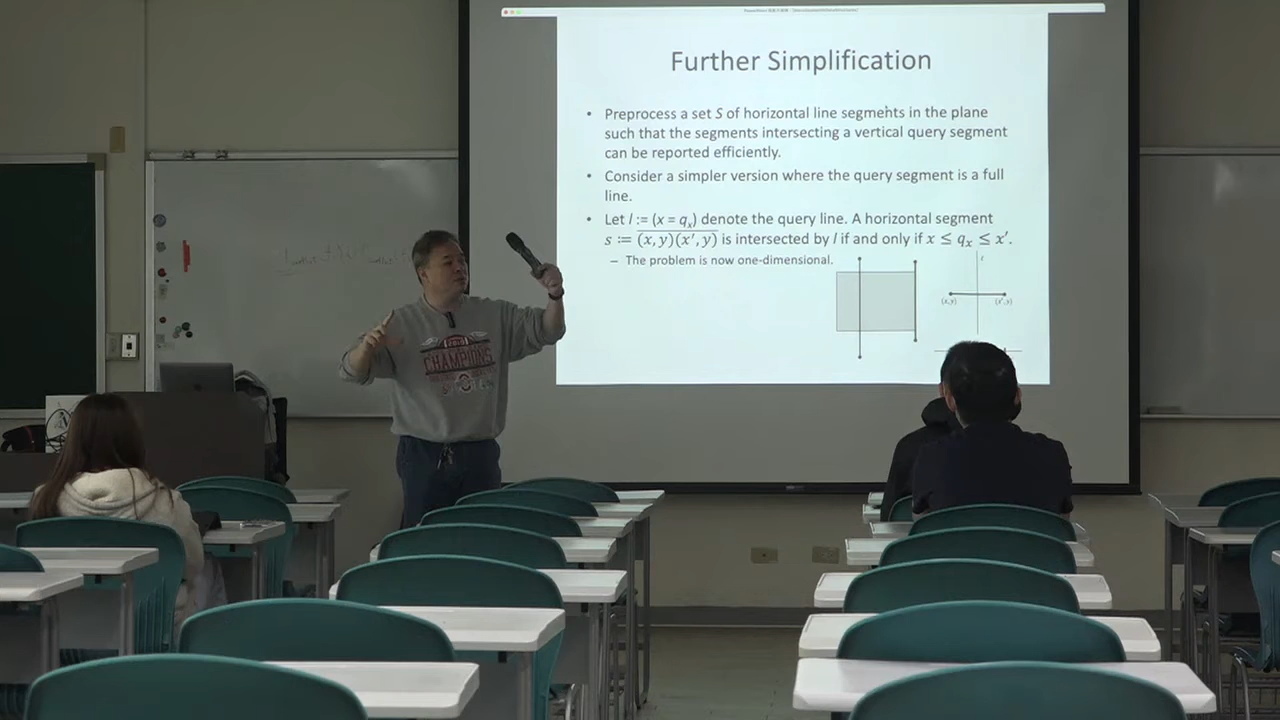 Further Simplification
• Preprocess a set S of horizontal line segments in the plane
such that the segments intersecting a vertical query segment
can be reported efficiently.
• Consider a simpler version where the query segment is a full
line.
• Let l := (x = qₓ) denote the query line. A horizontal segment
s ≔ (x, y)(x′, y) is intersected by l if and only if x ≤ qₓ ≤ x′.
– The problem is now one-dimensional.
l
(x,y) (x′,y)
CHAMPIONS